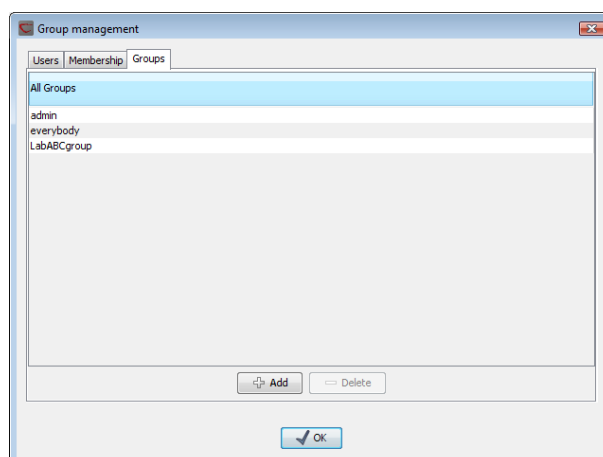 Group management
Users Membership Groups
All Groups
admin
everybody
LabABCgroup
Add Delete
OK